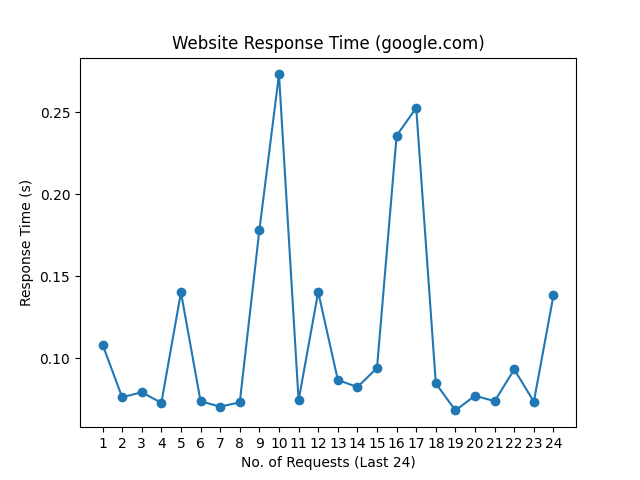 Website Response Time (google.com)
Response Time (s)
0.25
0.20
0.15
0.10
1 2 3 4 5 6 7 8 9 10 11 12 13 14 15 16 17 18 19 20 21 22 23 24
No. of Requests (Last 24)